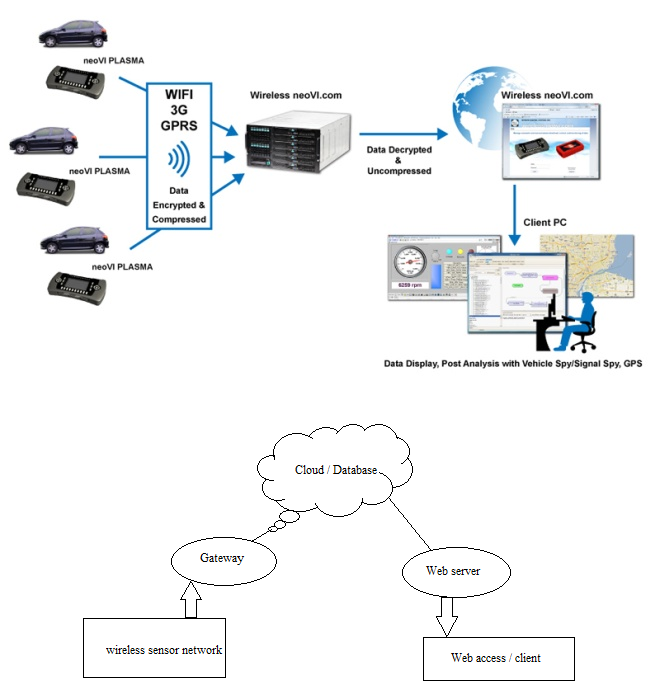 neoVI PLASMA
WIFI
3G
GPRS
Data
Encrypted &
Compressed
Wireless neoVI.com
Data Decrypted
&
Uncompressed
Wireless neoVI.com
neoVI PLASMA
neoVI PLASMA
Client PC
6259 rpm
Data Display, Post Analysis with Vehicle Spy/Signal Spy, GPS
Cloud / Database
Gateway
Web server
wireless sensor network
Web access / client